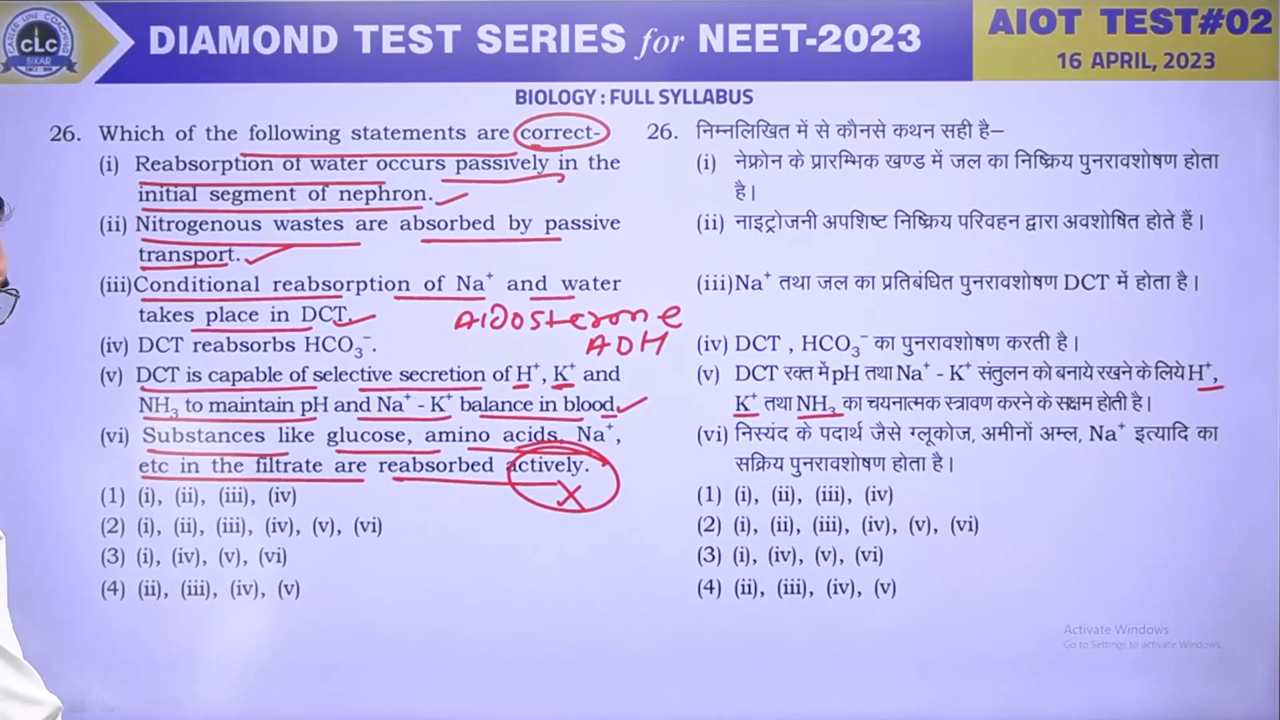 CAREER LINE COACHING
CLC
SIKAR
DIAMOND TEST SERIES for NEET-2023
AIOT TEST#02
16 APRIL, 2023
BIOLOGY : FULL SYLLABUS
26. Which of the following statements are correct-
(i) Reabsorption of water occurs passively in the
initial segment of nephron.
(ii) Nitrogenous wastes are absorbed by passive
transport.
(iii)Conditional reabsorption of Na⁺ and water
takes place in DCT.
Aldosterone
ADH
(iv) DCT reabsorbs HCO₃⁻.
(v) DCT is capable of selective secretion of H⁺, K⁺ and
NH₃ to maintain pH and Na⁺ - K⁺ balance in blood.
(vi) Substances like glucose, amino acids, Na⁺,
etc in the filtrate are reabsorbed actively.
X
(1) (i), (ii), (iii), (iv)
(2) (i), (ii), (iii), (iv), (v), (vi)
(3) (i), (iv), (v), (vi)
(4) (ii), (iii), (iv), (v)
26. निम्नलिखित में से कौनसे कथन सही है–
(i) नेफ्रोन के प्रारम्भिक खण्ड में जल का निष्क्रिय पुनरावशोषण होता
है।
(ii) नाइट्रोजनी अपशिष्ट निष्क्रिय परिवहन द्वारा अवशोषित होते हैं।
(iii)Na⁺ तथा जल का प्रतिबंधित पुनरावशोषण DCT में होता है।
(iv) DCT , HCO₃⁻ का पुनरावशोषण करती है।
(v) DCT रक्त में pH तथा Na⁺ - K⁺ संतुलन को बनाये रखने के लिये H⁺,
K⁺ तथा NH₃ का चयनात्मक स्त्रावण करने के सक्षम होती है।
(vi) निस्यंद के पदार्थ जैसे ग्लूकोज, अमीनों अम्ल, Na⁺ इत्यादि का
सक्रिय पुनरावशोषण होता है।
(1) (i), (ii), (iii), (iv)
(2) (i), (ii), (iii), (iv), (v), (vi)
(3) (i), (iv), (v), (vi)
(4) (ii), (iii), (iv), (v)
Activate Windows
Go to Settings to activate Windows.